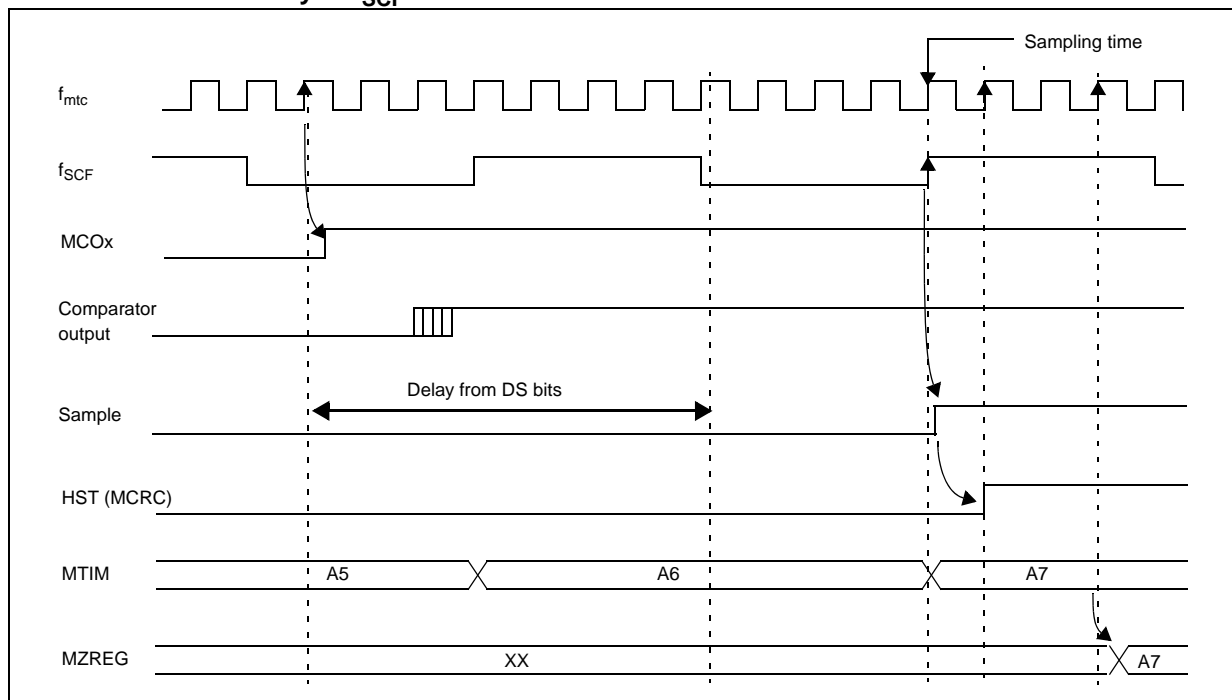 SCF
Sampling time
fmtc
fSCF
MCOx
Comparator
output
Delay from DS bits
Sample
HST (MCRC)
MTIM
A5
A6
A7
MZREG
XX
A7